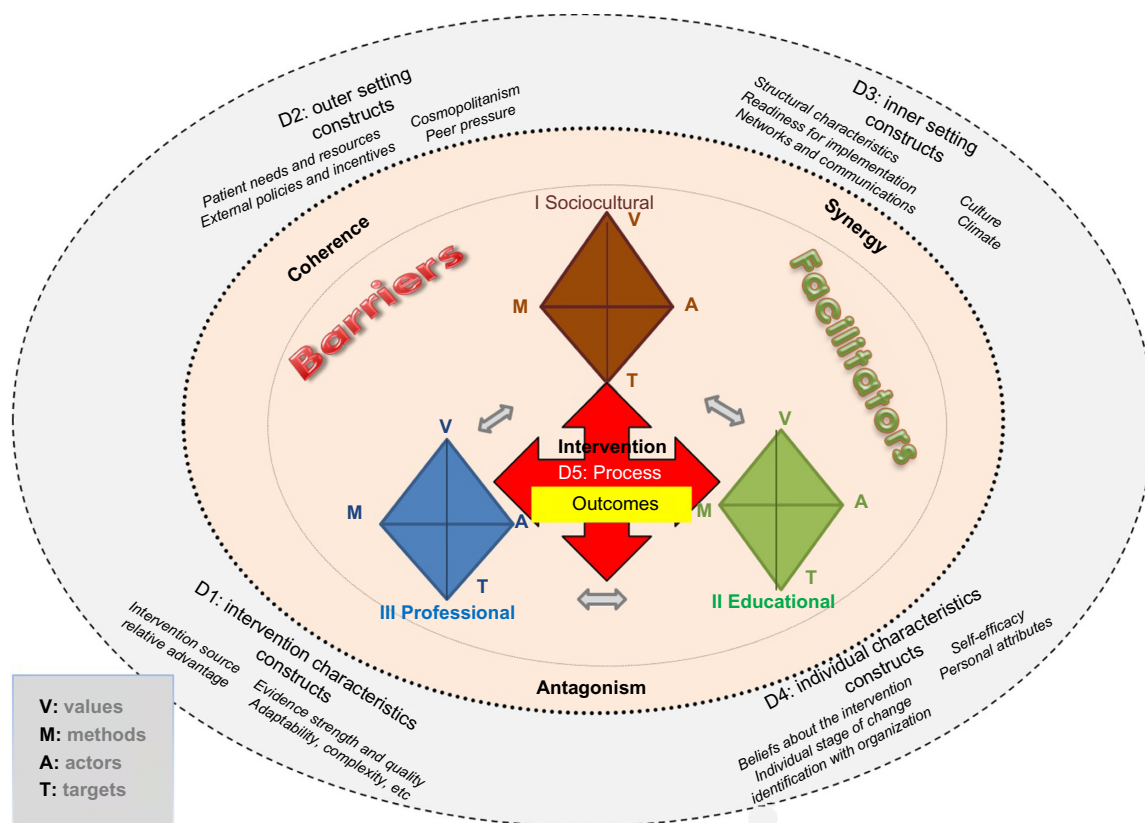 D2: outer setting
constructs
Cosmopolitanism
Peer pressure
Patient needs and resources
External policies and incentives
D3: inner setting
constructs
Structural characteristics
Readiness for implementation
Networks and communications
Culture
Climate
Coherence
Synergy
Barriers
Facilitators
I Sociocultural
V
M
A
T
Intervention
D5: Process
Outcomes
V
M
A
T
III Professional
V
M
A
T
II Educational
Antagonism
D1: intervention characteristics
constructs
Intervention source
relative advantage
Evidence strength and quality
Adaptability, complexity, etc
D4: individual characteristics
constructs
Self-efficacy
Personal attributes
Beliefs about the intervention
Individual stage of change
identification with organization
V: values
M: methods
A: actors
T: targets